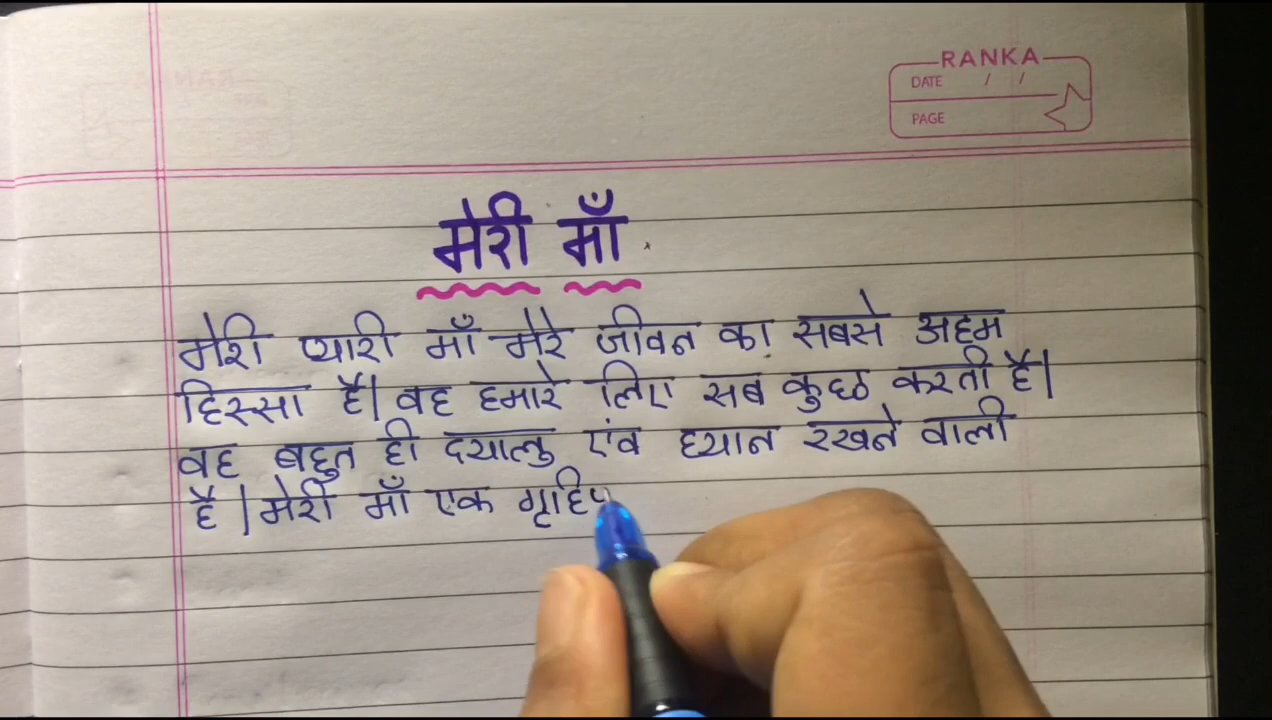 RANKA
DATE / /
PAGE
मेरी माँ
मेरी प्यारी माँ मेरे जीवन का सबसे अहम
हिस्सा है। वह हमारे लिए सब कुछ करती है।
वह बहुत ही दयालु एंव ध्यान रखने वाली
है। मेरी माँ एक